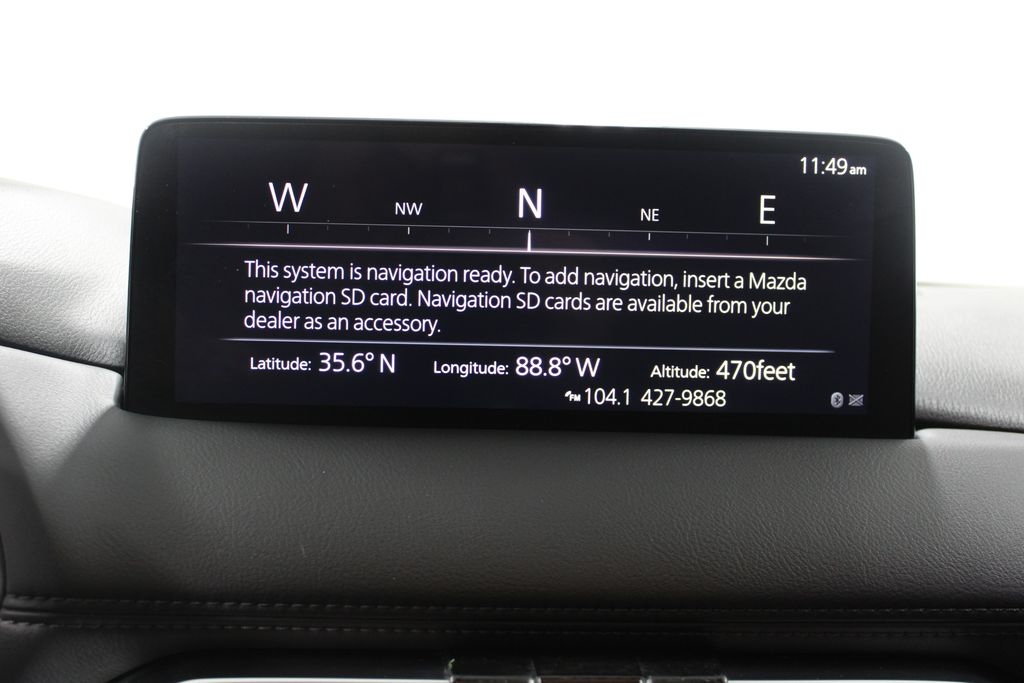 11:49am
W NW N NE E
This system is navigation ready. To add navigation, insert a Mazda
navigation SD card. Navigation SD cards are available from your
dealer as an accessory.
Latitude: 35.6° N Longitude: 88.8° W Altitude: 470feet
FM 104.1 427-9868